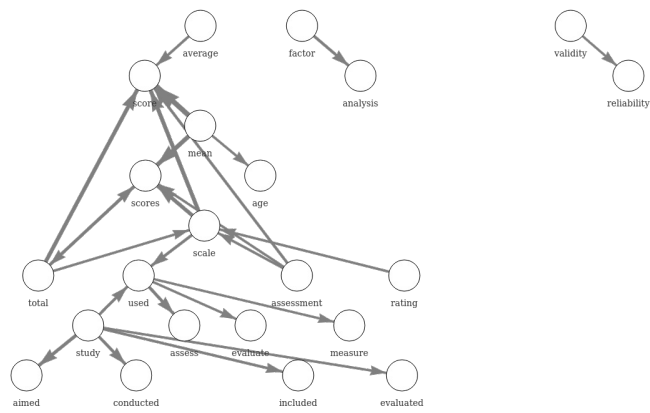 average
factor
validity
score
analysis
reliability
mean
scores
age
scale
total
used
assessment
rating
study
assess
evaluate
measure
aimed
conducted
included
evaluated